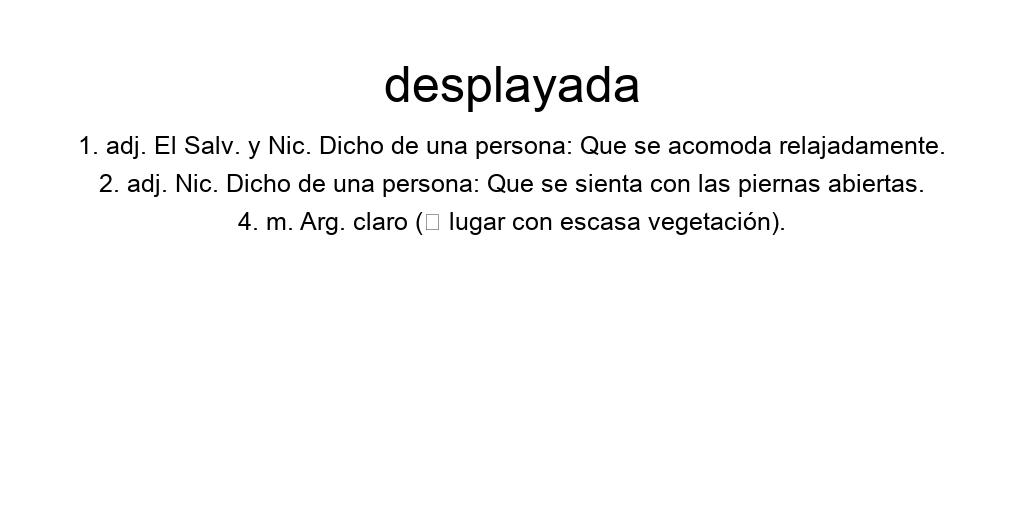 desplayada
1. adj. El Salv. y Nic. Dicho de una persona: Que se acomoda relajadamente.
2. adj. Nic. Dicho de una persona: Que se sienta con las piernas abiertas.
4. m. Arg. claro (□ lugar con escasa vegetación).